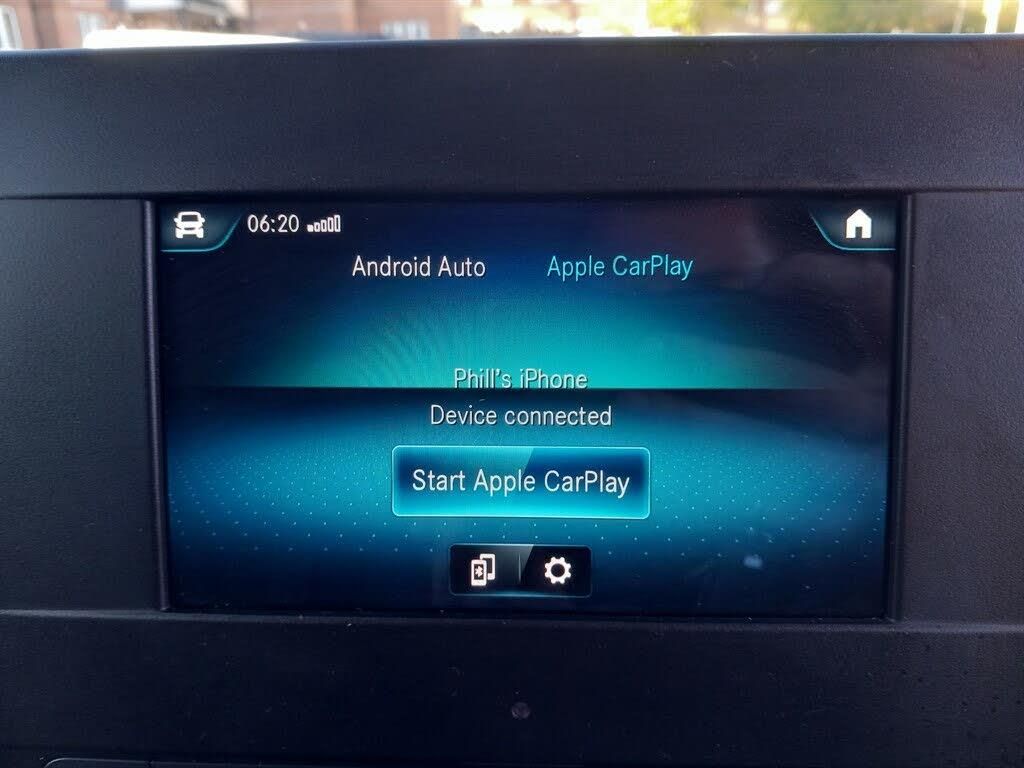 06:20
Android Auto Apple CarPlay
Phill's iPhone
Device connected
Start Apple CarPlay